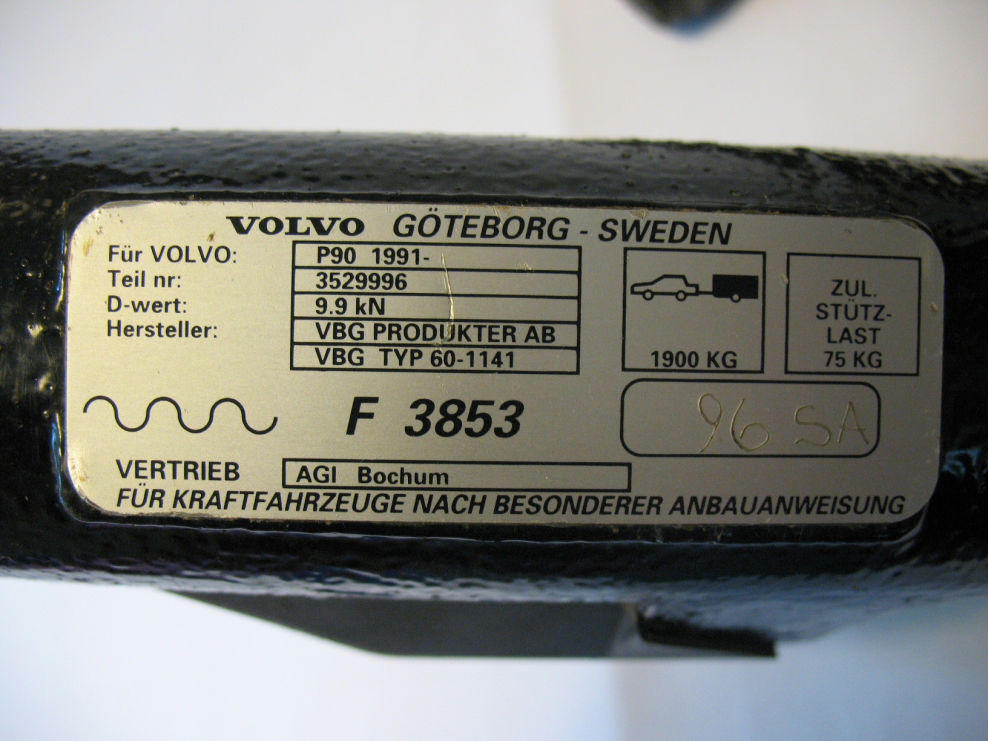 VOLVO GÖTEBORG - SWEDEN
Für VOLVO: P90 1991-
Teil nr: 3529996
D-wert: 9.9 kN
Hersteller: VBG PRODUKTER AB
VBG TYP 60-1141
1900 KG
ZUL.
STÜTZ-
LAST
75 KG
F 3853
96 SA
VERTRIEB AGI Bochum
FÜR KRAFTFAHRZEUGE NACH BESONDERER ANBAUANWEISUNG